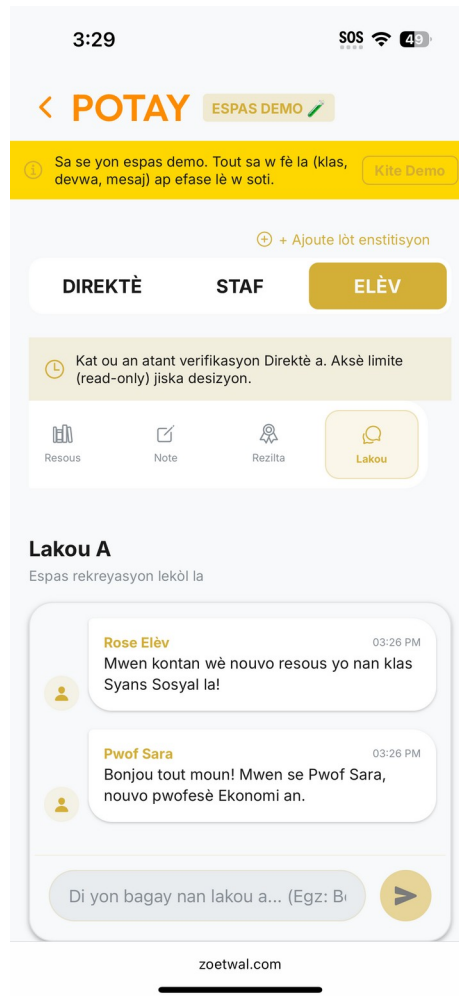 3:29
SOS
49
POTAY
ESPAS DEMO
Sa se yon espas demo. Tout sa w fè la (klas,
devwa, mesaj) ap efase lè w soti.
Kite Demo
+ Ajoute lòt enstitisyon
DIREKTÈ
STAF
ELÈV
Kat ou an atant verifikasyon Direktè a. Aksè limite
(read-only) jiska desizyon.
Resous
Note
Rezilta
Lakou
Lakou A
Espas rekreyasyon lekòl la
Rose Elèv
03:26 PM
Mwen kontan wè nouvo resous yo nan klas
Syans Sosyal la!
Pwof Sara
03:26 PM
Bonjou tout moun! Mwen se Pwof Sara,
nouvo pwofesè Ekonomi an.
Di yon bagay nan lakou a... (Egz:
zoetwal.com